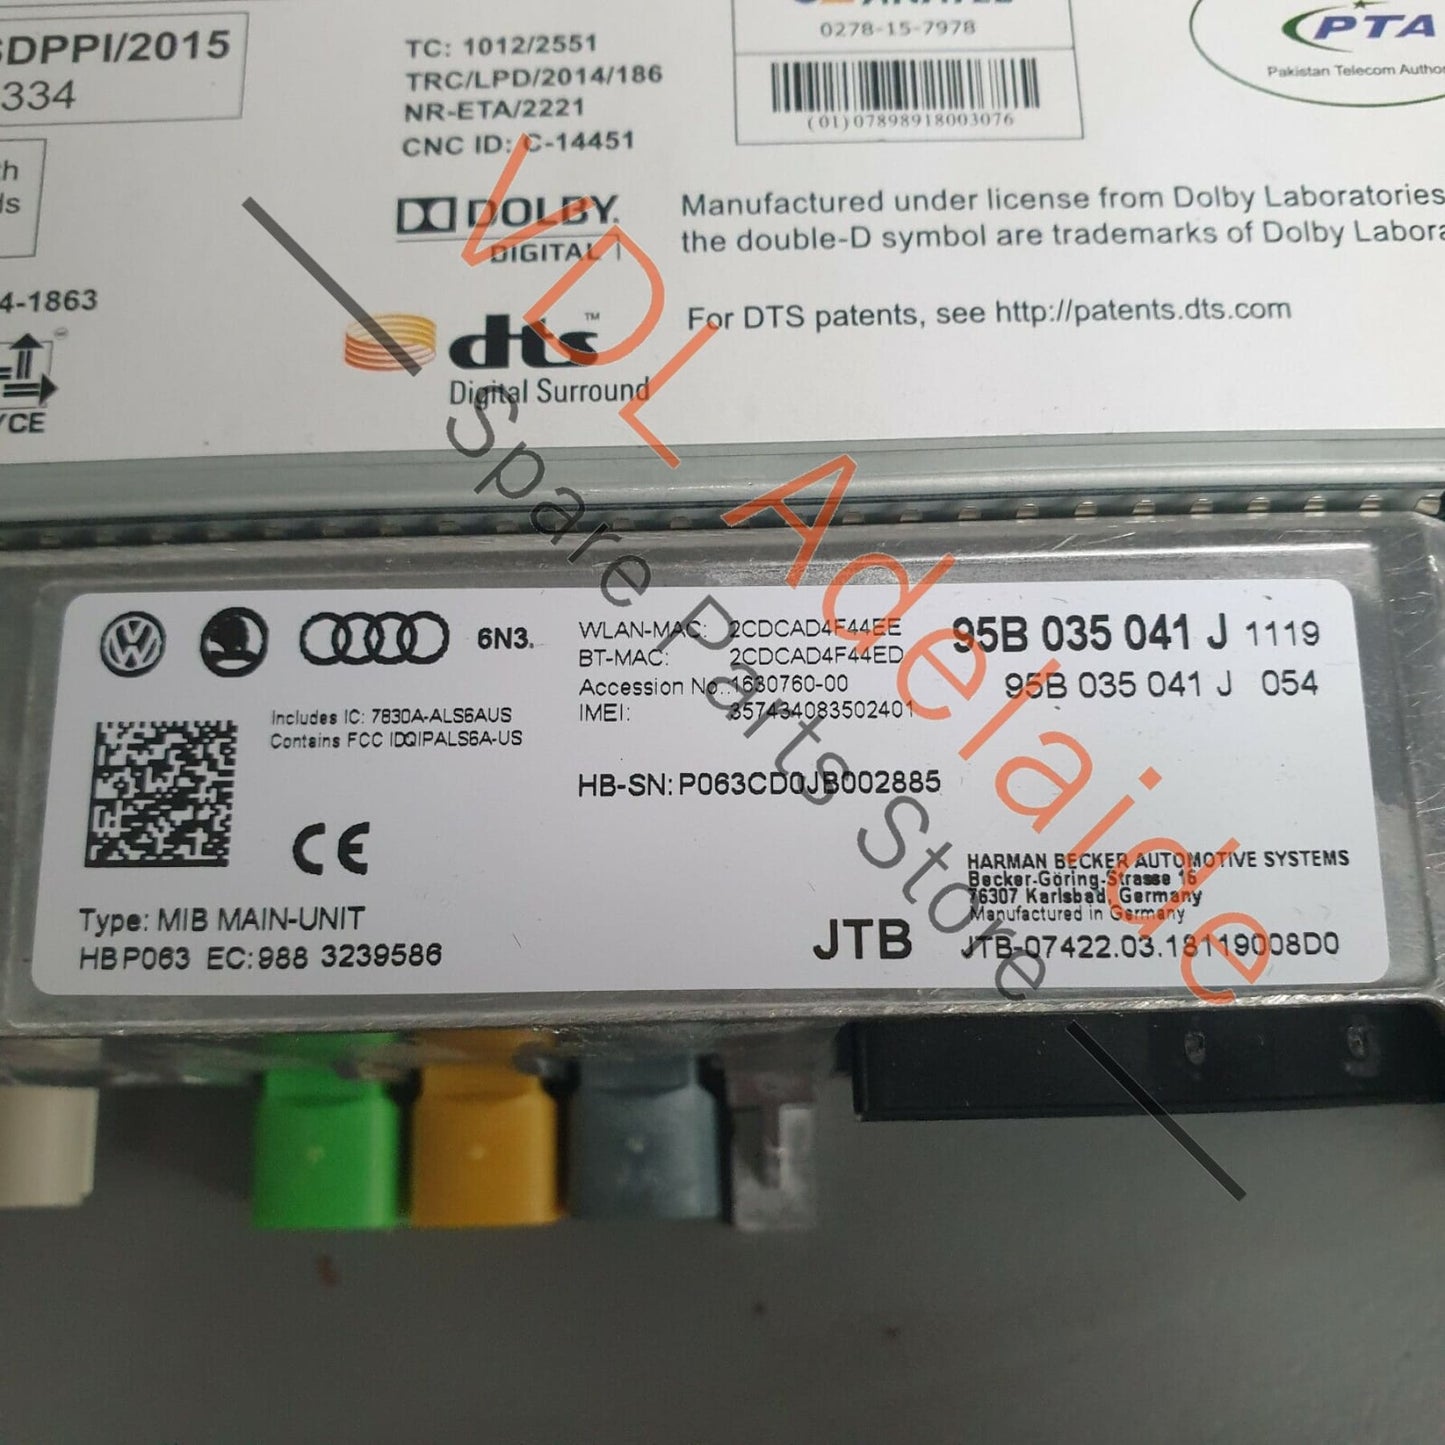 SDPPI/2015
334
TC: 1012/2551
TRC/LPD/2014/186
NR-ETA/2221
CNC ID: C-14451
0278-15-7978
(01)07898918003076
PTA
Pakistan Telecom
DOLBY
DIGITAL
Manufactured under license from Dolby Laboratories
the double-D symbol are trademarks of Dolby
4-1863
CE
dts™
Digital Surround
For DTS patents, see http://patents.dts.com
VDL Adelaide
Spare Parts Store
6N3.
WLAN-MAC: 2CDCAD4F44EE
BT-MAC: 2CDCAD4F44ED
Accession No.: 1630760-00
IMEI: 357434083502401
95B 035 041 J 1119
95B 035 041 J 054
Includes IC: 7830A-ALS6AUS
Contains FCC IDQIPALS6A-US
HB-SN: P063CD0JB002885
CE
HARMAN BECKER AUTOMOTIVE SYSTEMS
Becker-Göring-Strasse 16
76307 Karlsbad, Germany
Manufactured in Germany
Type: MIB MAIN-UNIT
HB P063 EC: 988 3239586
JTB
JTB-07422.03.18119008D0